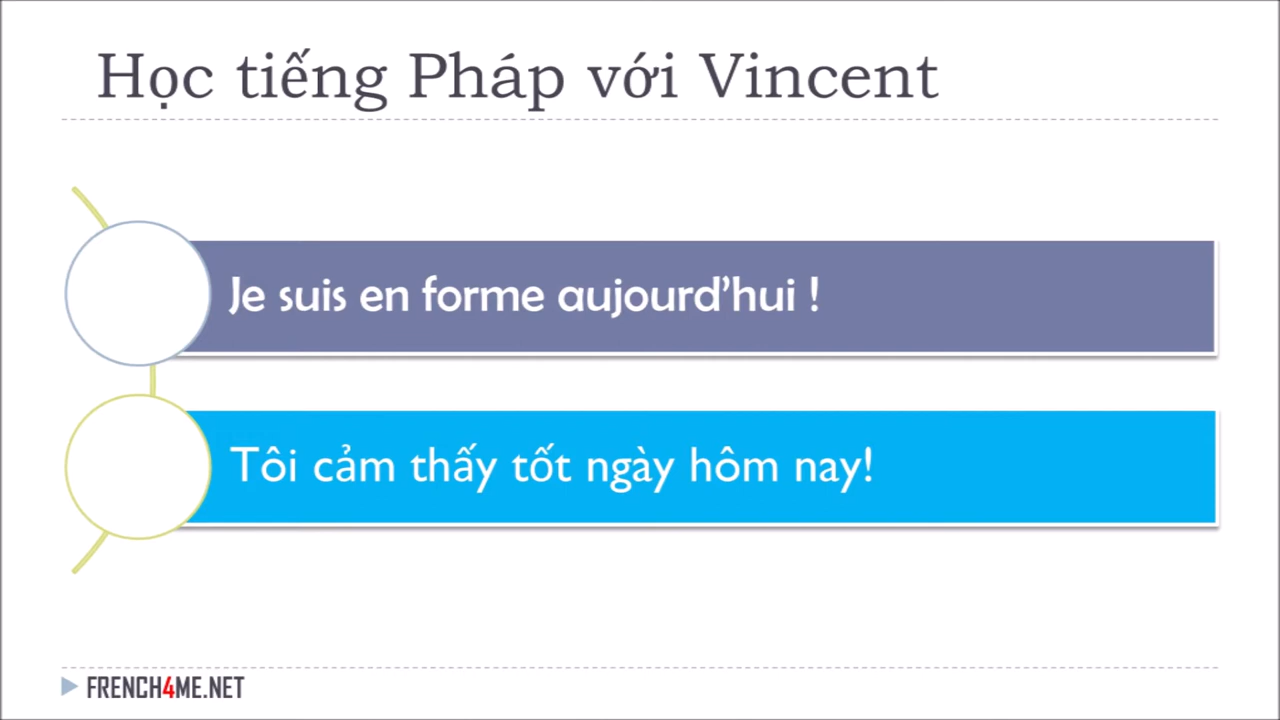 Học tiếng Pháp với Vincent
Je suis en forme aujourd’hui !
Tôi cảm thấy tốt ngày hôm nay!
FRENCH4ME.NET